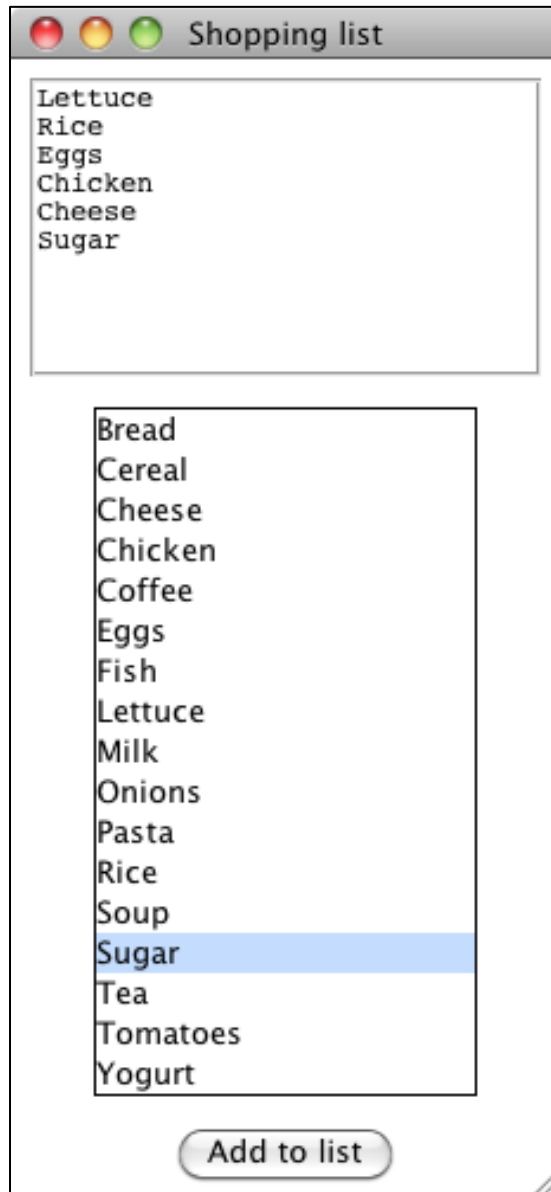 Shopping list
Lettuce
Rice
Eggs
Chicken
Cheese
Sugar
Bread
Cereal
Cheese
Chicken
Coffee
Eggs
Fish
Lettuce
Milk
Onions
Pasta
Rice
Soup
Sugar
Tea
Tomatoes
Yogurt
Add to list